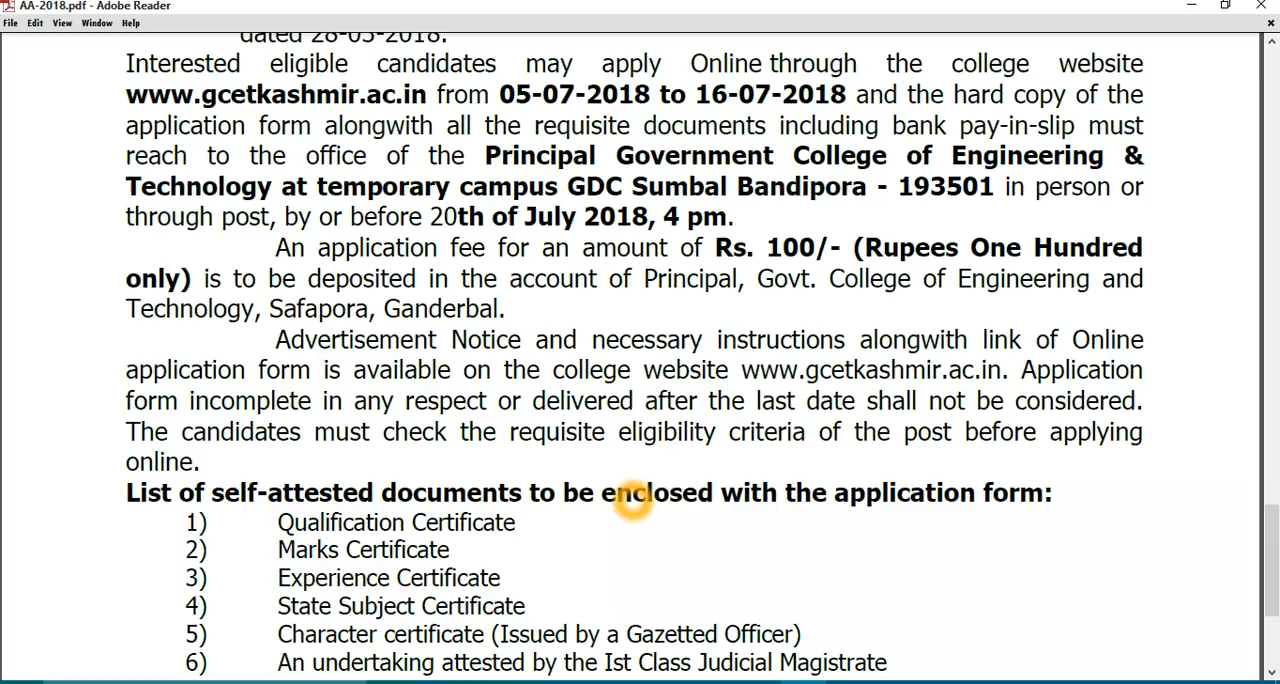 AA-2018.pdf - Adobe Reader
File Edit View Window Help
dated 28-05-2018.
Interested eligible candidates may apply Online through the college website
www.gcetkashmir.ac.in from 05-07-2018 to 16-07-2018 and the hard copy of the
application form alongwith all the requisite documents including bank pay-in-slip must
reach to the office of the Principal Government College of Engineering &
Technology at temporary campus GDC Sumbal Bandipora - 193501 in person or
through post, by or before 20th of July 2018, 4 pm.
An application fee for an amount of Rs. 100/- (Rupees One Hundred
only) is to be deposited in the account of Principal, Govt. College of Engineering and
Technology, Safapora, Ganderbal.
Advertisement Notice and necessary instructions alongwith link of Online
application form is available on the college website www.gcetkashmir.ac.in. Application
form incomplete in any respect or delivered after the last date shall not be considered.
The candidates must check the requisite eligibility criteria of the post before applying
online.
List of self-attested documents to be enclosed with the application form:
1) Qualification Certificate
2) Marks Certificate
3) Experience Certificate
4) State Subject Certificate
5) Character certificate (Issued by a Gazetted Officer)
6) An undertaking attested by the Ist Class Judicial Magistrate